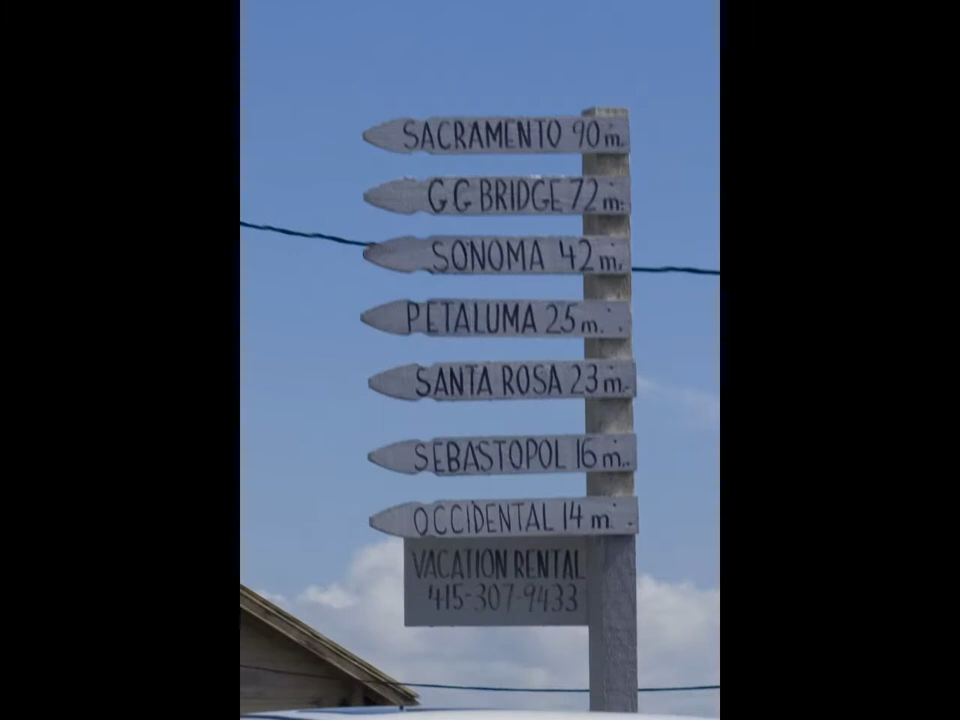 SACRAMENTO 90 m.
G G BRIDGE 72 m.
SONOMA 42 m.
PETALUMA 25 m.
SANTA ROSA 23 m.
SEBASTOPOL 16 m.
OCCIDENTAL 14 m
VACATION RENTAL
415-307-9433